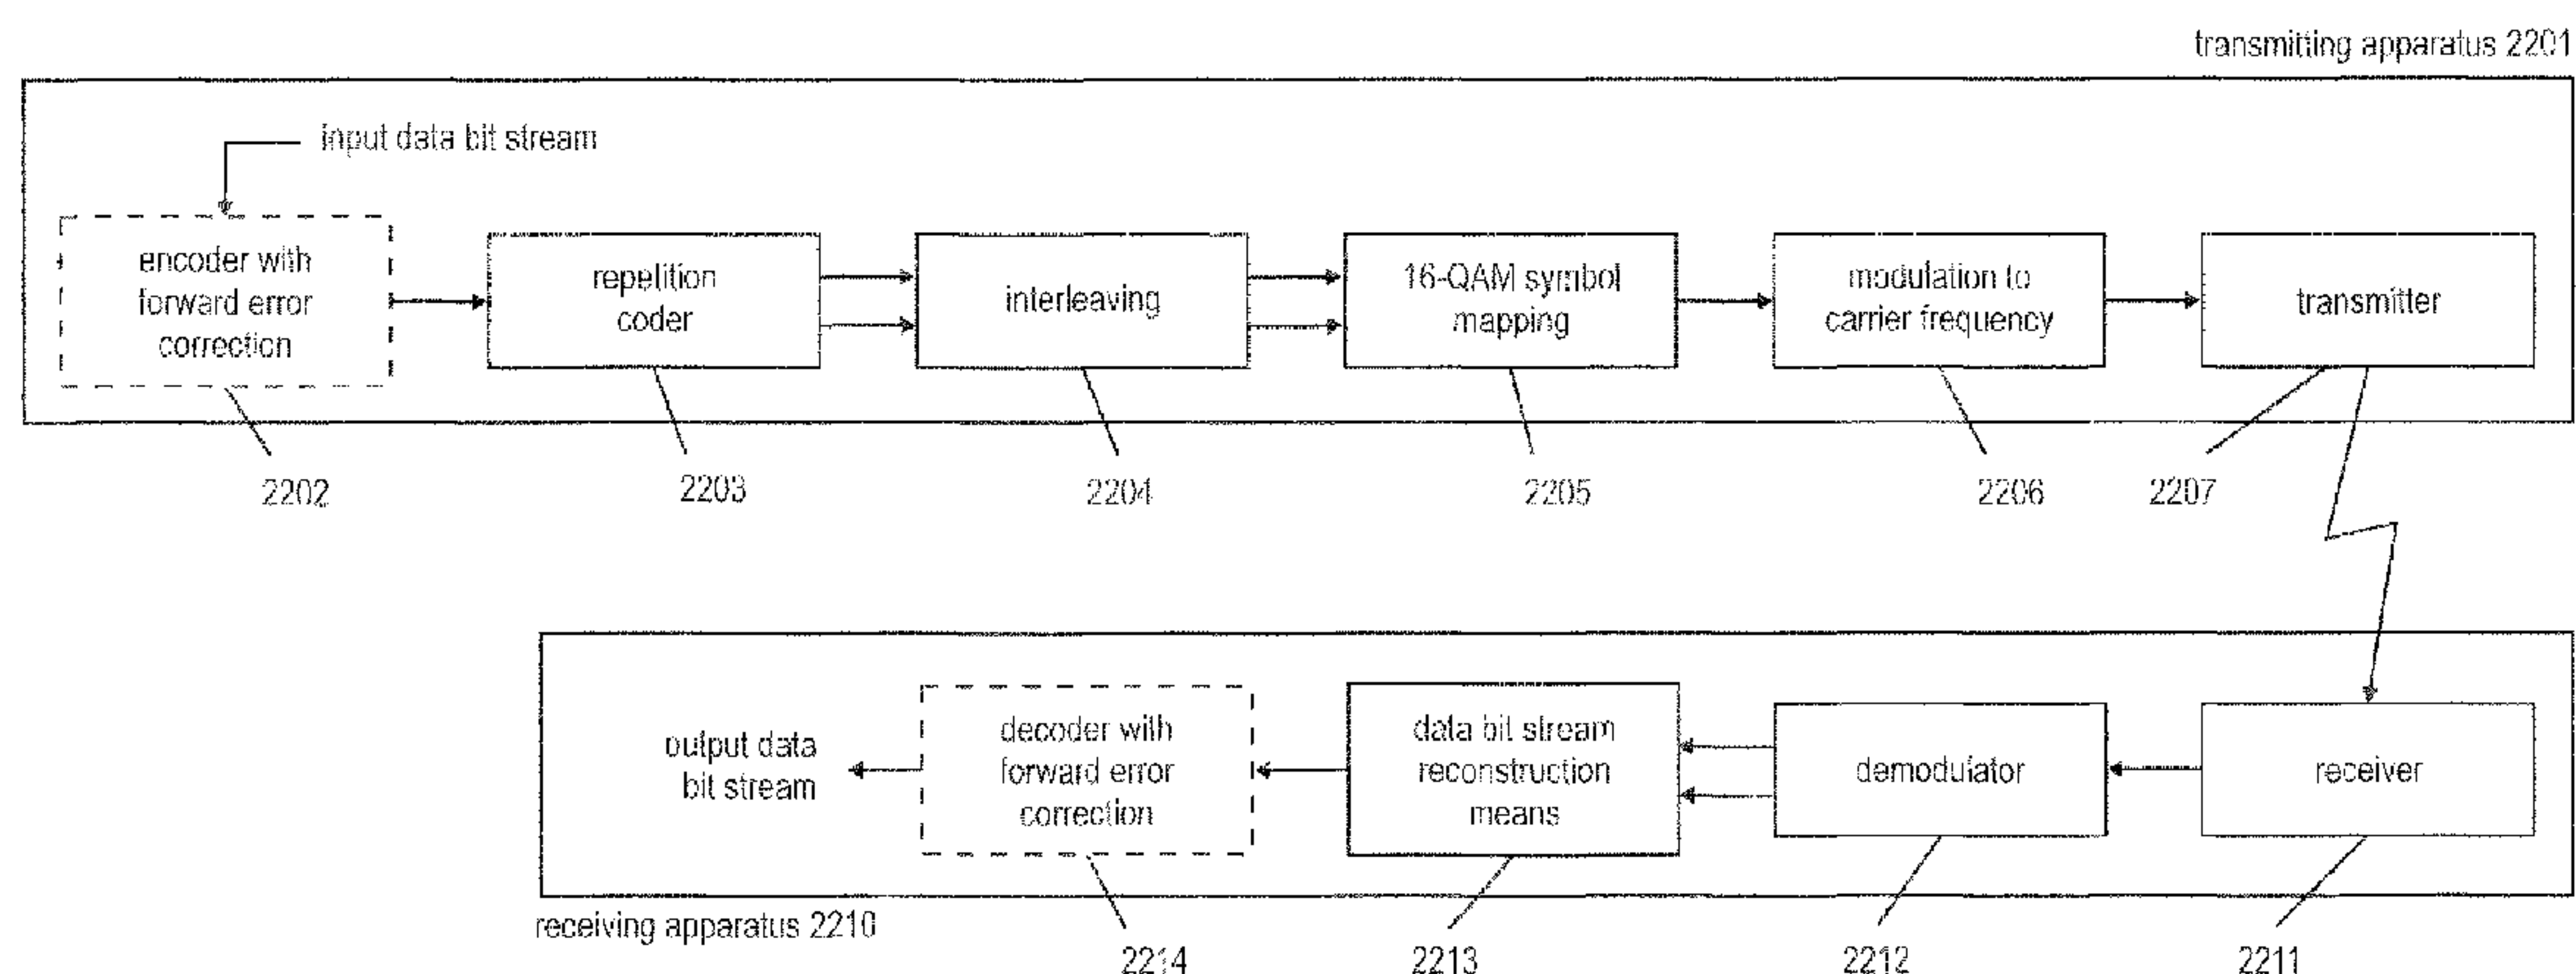 transmitting apparatus 2201
input data bit stream
encoder with
forward error
correction
repetition
coder
interleaving
16-QAM symbol
mapping
modulation to
carrier frequency
transmitter
2202
2203
2204
2205
2206
2207
output data
bit stream
decoder with
forward error
correction
data bit stream
reconstruction
means
demodulator
receiver
receiving apparatus 2210
2214
2213
2212
2211